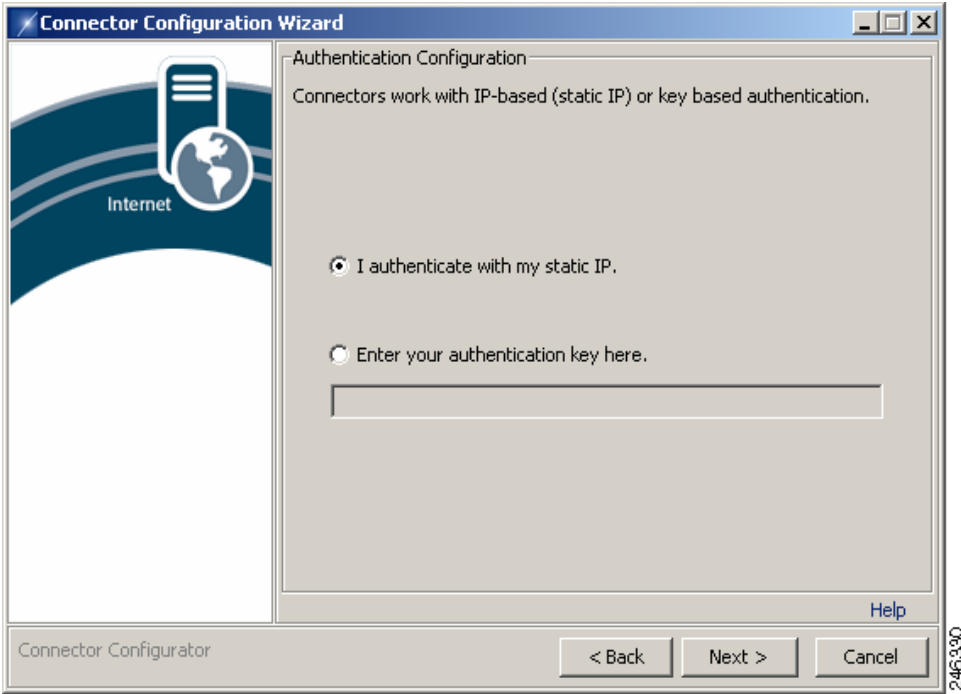 Connector Configuration Wizard
Authentication Configuration
Connectors work with IP-based (static IP) or key based authentication.
Internet
I authenticate with my static IP.
Enter your authentication key here.
Help
Connector Configurator
< Back
Next >
Cancel
246330